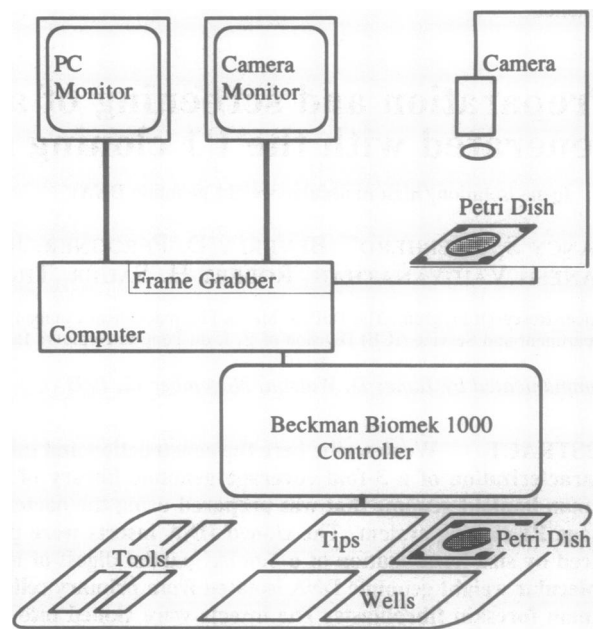 PC
Monitor
Camera
Monitor
Camera
Petri Dish
Frame Grabber
Computer
Beckman Biomek 1000
Controller
Tools
Tips
Petri Dish
Wells